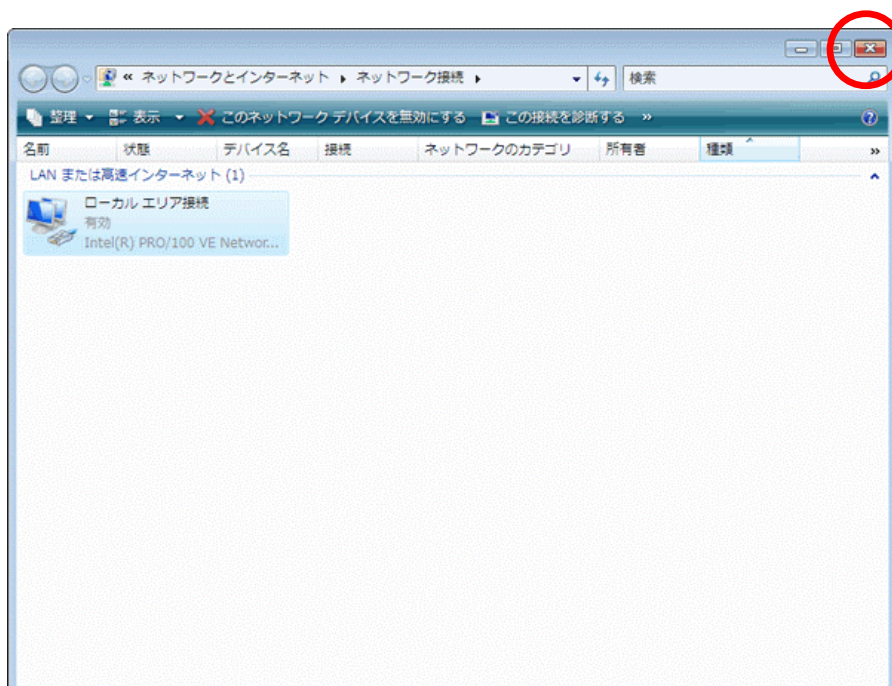 « ネットワークとインターネット ▸ ネットワーク接続 ▸ 検索
整理 表示 このネットワーク デバイスを無効にする この接続を診断する »
名前 状態 デバイス名 接続 ネットワークのカテゴリ 所有者 種類 »
LAN または高速インターネット (1)
ローカル エリア接続
有効
Intel(R) PRO/100 VE Networ...